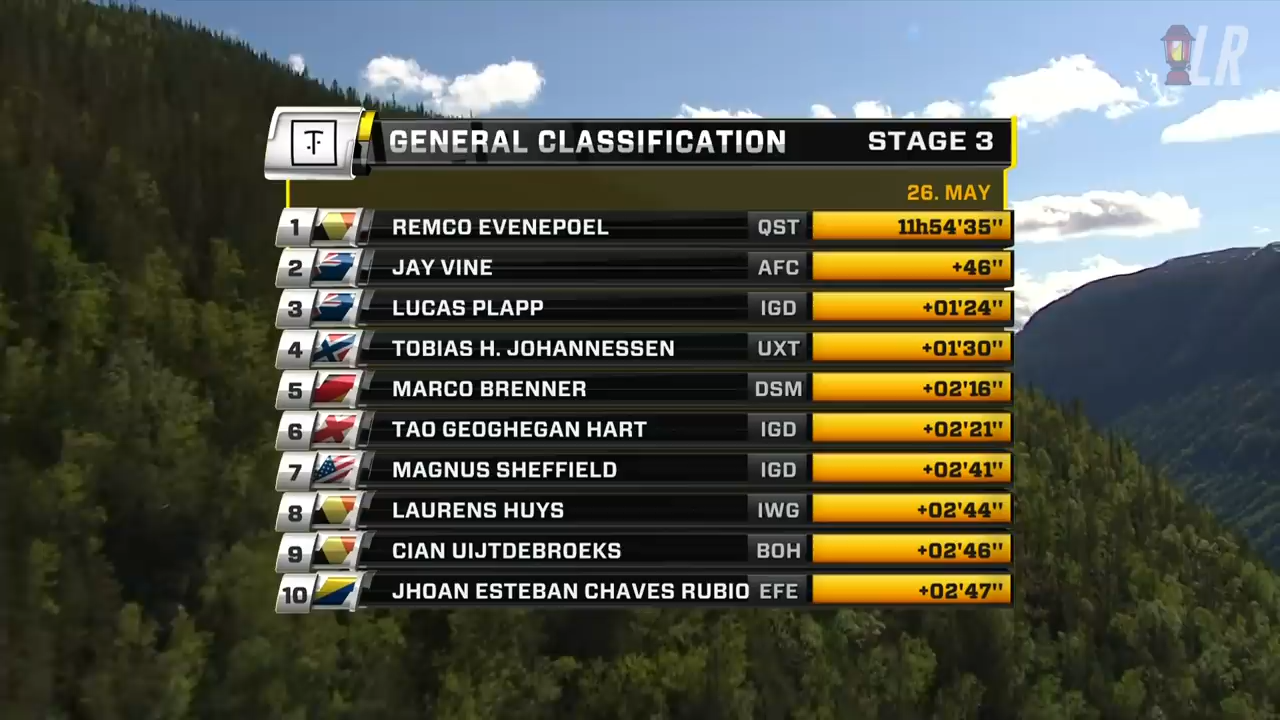 LR
TF
GENERAL CLASSIFICATION STAGE 3
26. MAY
1 REMCO EVENEPOEL QST 11h54'35"
2 JAY VINE AFC +46"
3 LUCAS PLAPP IGD +01'24"
4 TOBIAS H. JOHANNESSEN UXT +01'30"
5 MARCO BRENNER DSM +02'16"
6 TAO GEOGHEGAN HART IGD +02'21"
7 MAGNUS SHEFFIELD IGD +02'41"
8 LAURENS HUYS IWG +02'44"
9 CIAN UIJTDEBROEKS BOH +02'46"
10 JHOAN ESTEBAN CHAVES RUBIO EFE +02'47"